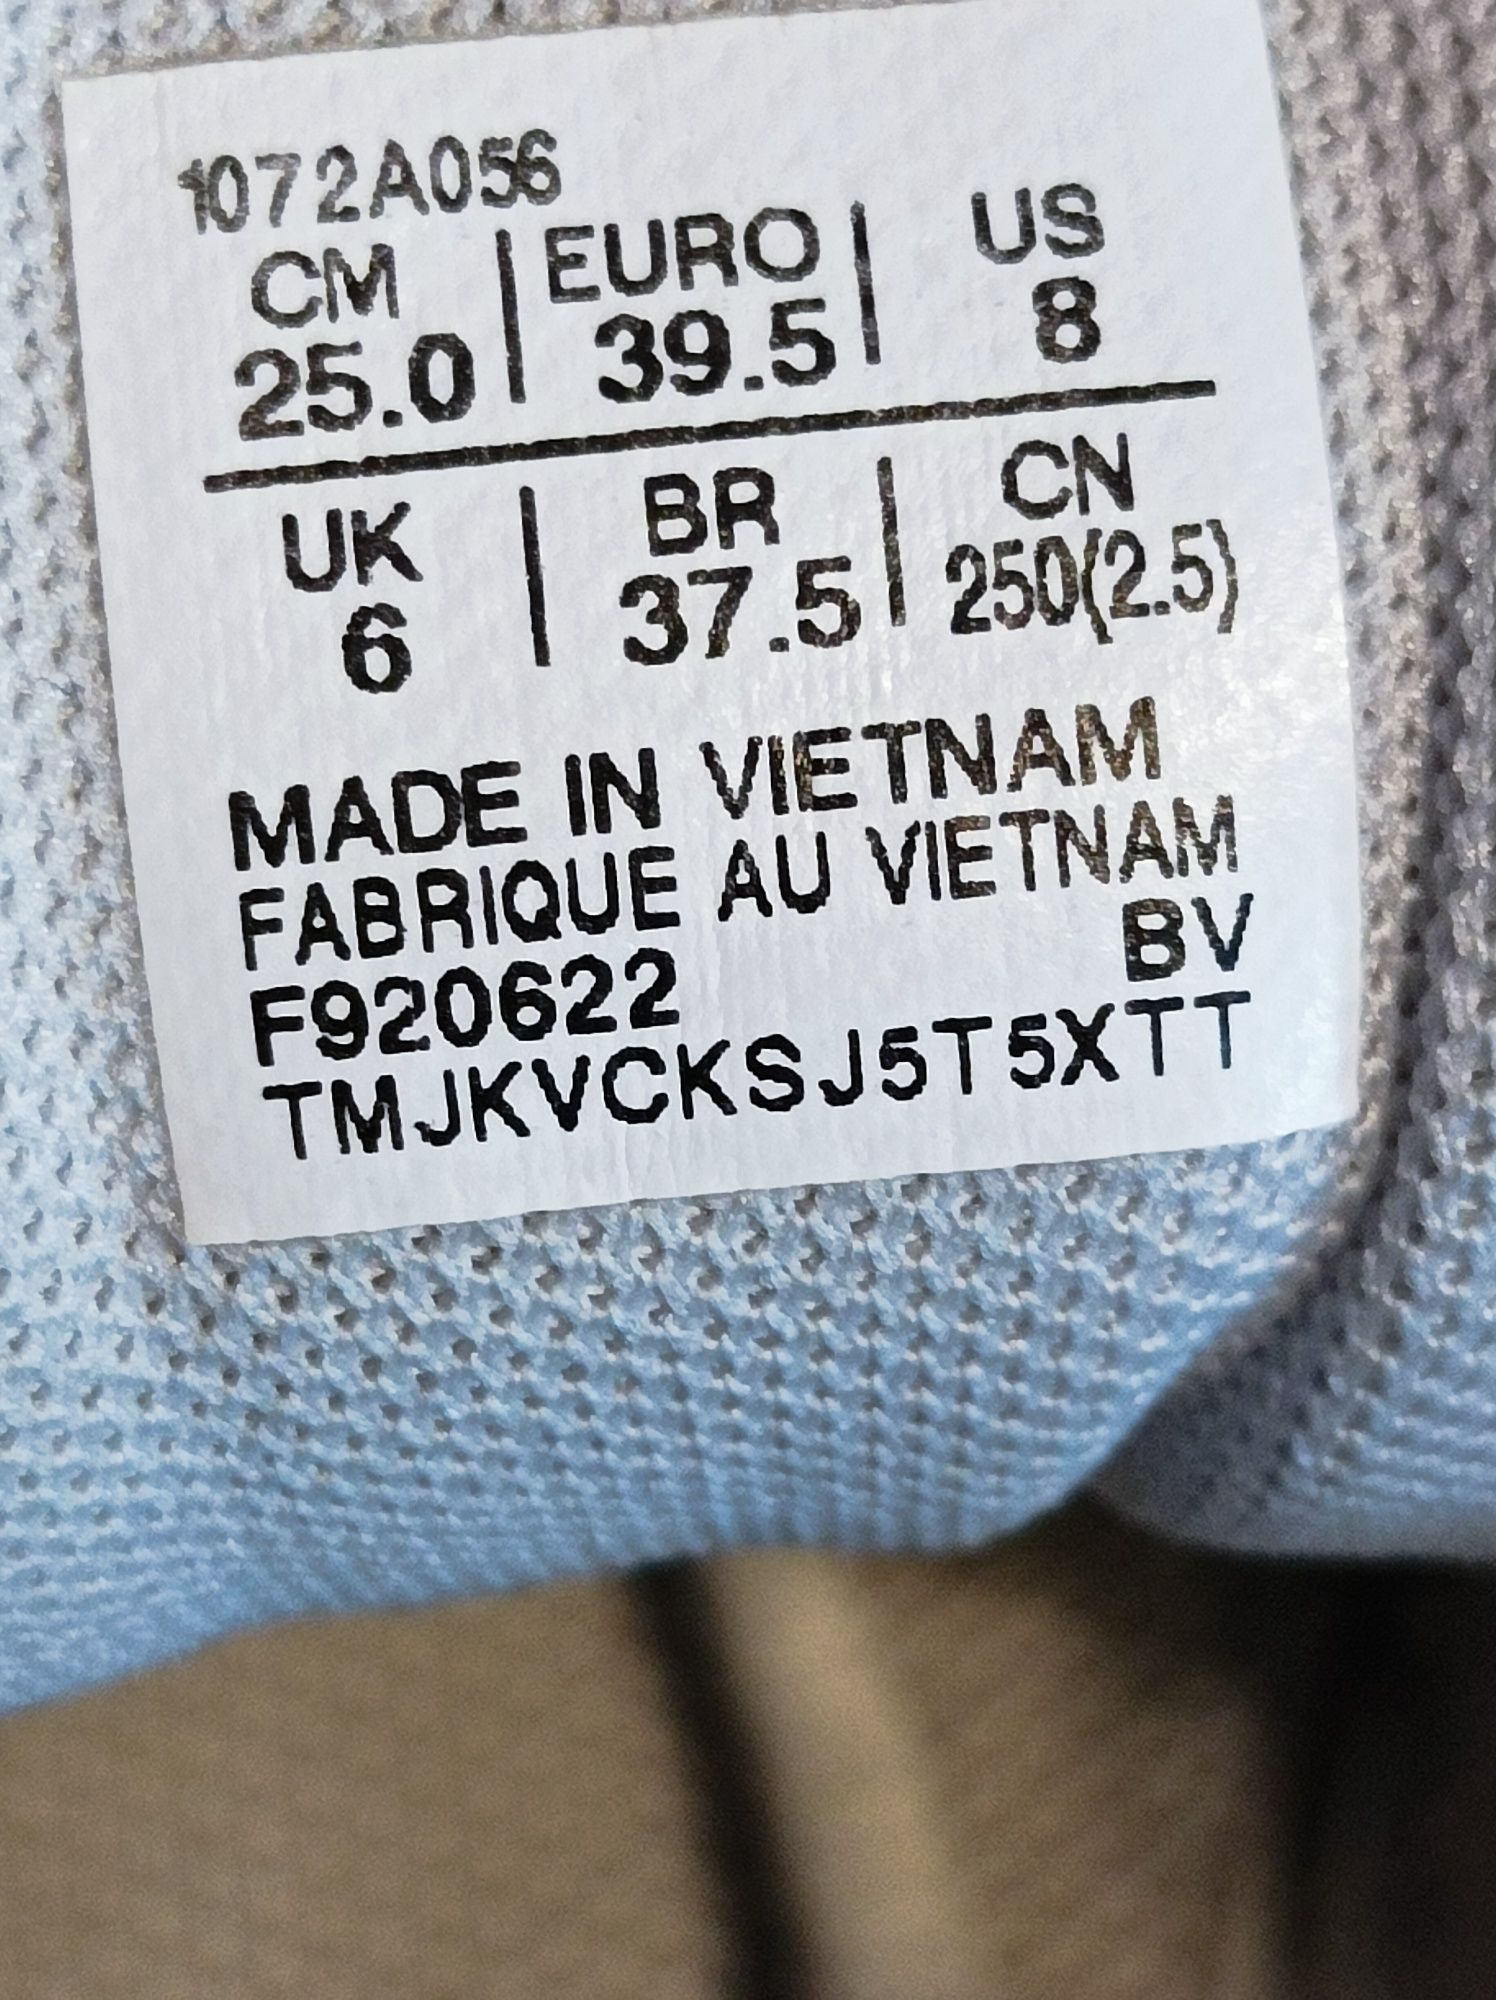 1072A056
CM | EURO | US
25.0 | 39.5 | 8
UK | BR | CN
6 | 37.5 | 250(2.5)
MADE IN VIETNAM
FABRIQUE AU VIETNAM
F920622 BV
TMJKVCKSJ5T5XTT